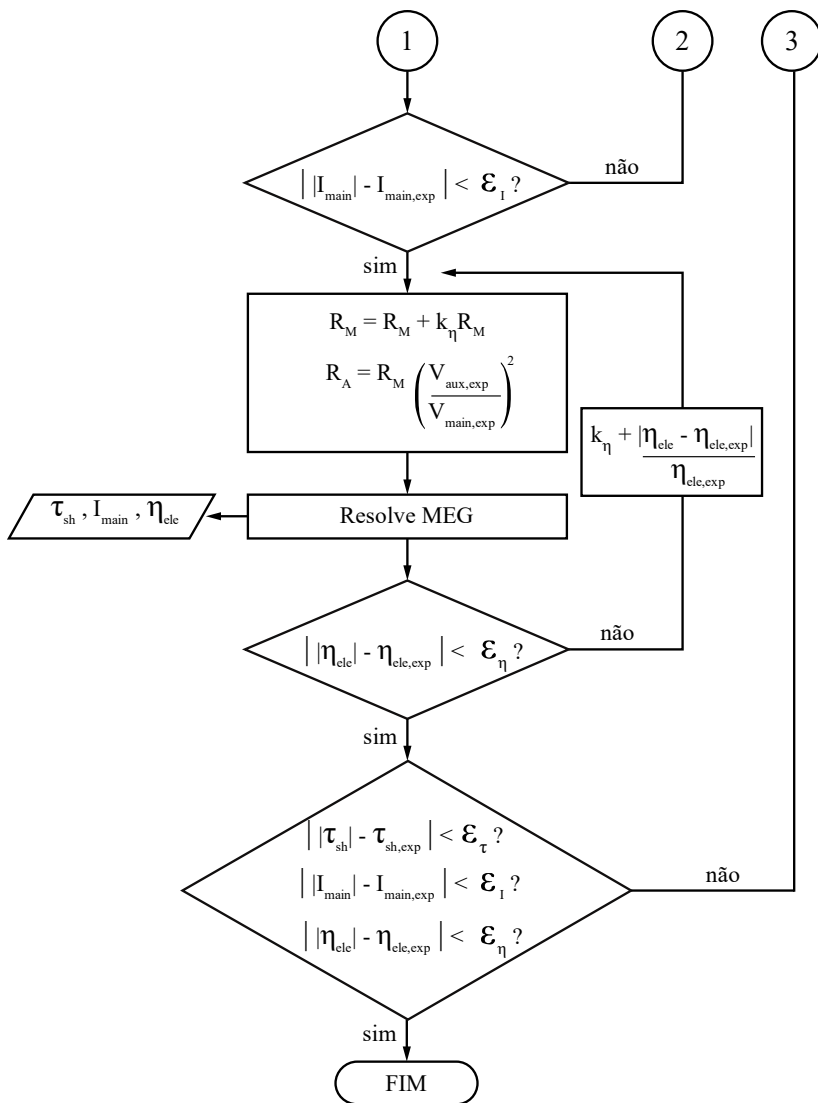 1
2
3
| |I_main| - I_main,exp | < ε_I ?
não
sim
R_M = R_M + k_η R_M
R_A = R_M (V_aux,exp / V_main,exp)²
k_η + |η_ele - η_ele,exp| / η_ele,exp
τ_sh , I_main , η_ele
Resolve MEG
| |η_ele| - η_ele,exp | < ε_η ?
não
sim
| |τ_sh| - τ_sh,exp | < ε_τ ?
| |I_main| - I_main,exp | < ε_I ?
| |η_ele| - η_ele,exp | < ε_η ?
não
sim
FIM